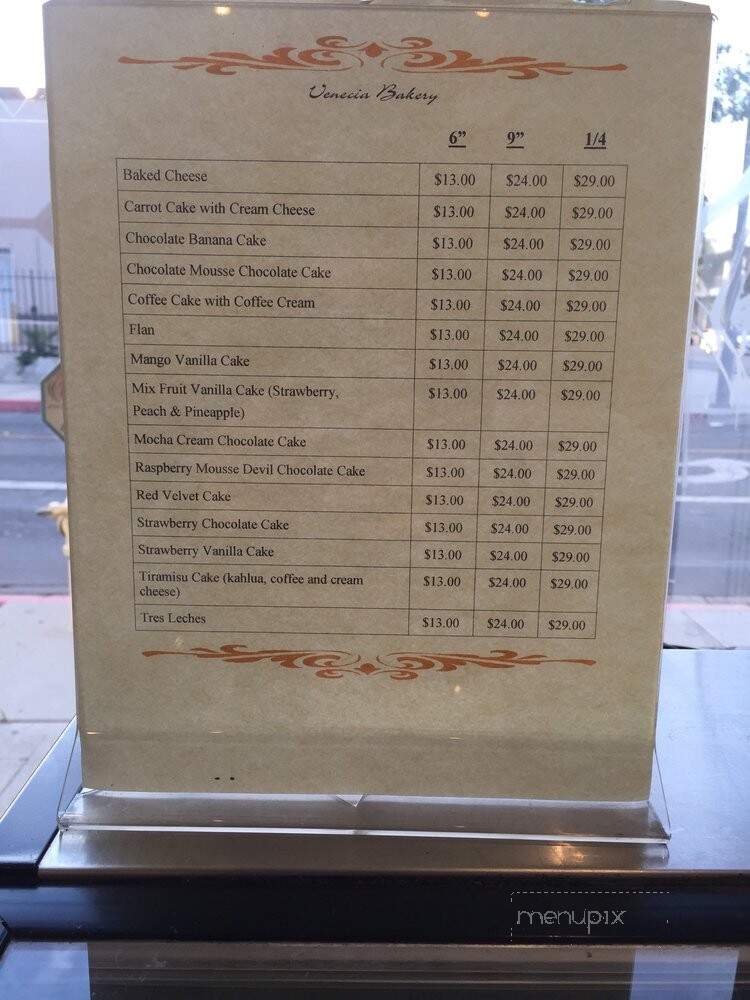 Venecia Bakery
6” 9” 1/4
Baked Cheese $13.00 $24.00 $29.00
Carrot Cake with Cream Cheese $13.00 $24.00 $29.00
Chocolate Banana Cake $13.00 $24.00 $29.00
Chocolate Mousse Chocolate Cake $13.00 $24.00 $29.00
Coffee Cake with Coffee Cream $13.00 $24.00 $29.00
Flan $13.00 $24.00 $29.00
Mango Vanilla Cake $13.00 $24.00 $29.00
Mix Fruit Vanilla Cake (Strawberry, $13.00 $24.00 $29.00
Peach & Pineapple)
Mocha Cream Chocolate Cake $13.00 $24.00 $29.00
Raspberry Mousse Devil Chocolate Cake $13.00 $24.00 $29.00
Red Velvet Cake $13.00 $24.00 $29.00
Strawberry Chocolate Cake $13.00 $24.00 $29.00
Strawberry Vanilla Cake $13.00 $24.00 $29.00
Tiramisu Cake (kahlua, coffee and cream $13.00 $24.00 $29.00
cheese)
Tres Leches $13.00 $24.00 $29.00
menupix